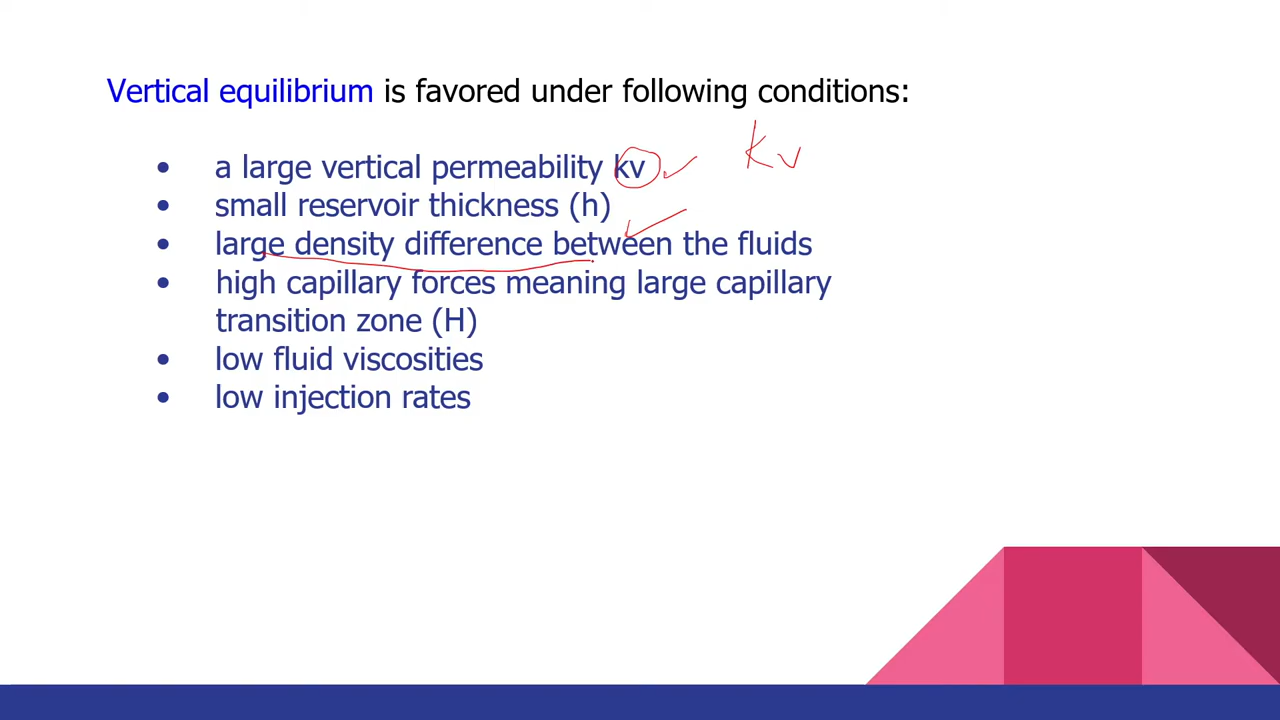 Vertical equilibrium is favored under following conditions:
kv
• a large vertical permeability kv
• small reservoir thickness (h)
• large density difference between the fluids
• high capillary forces meaning large capillary
transition zone (H)
• low fluid viscosities
• low injection rates